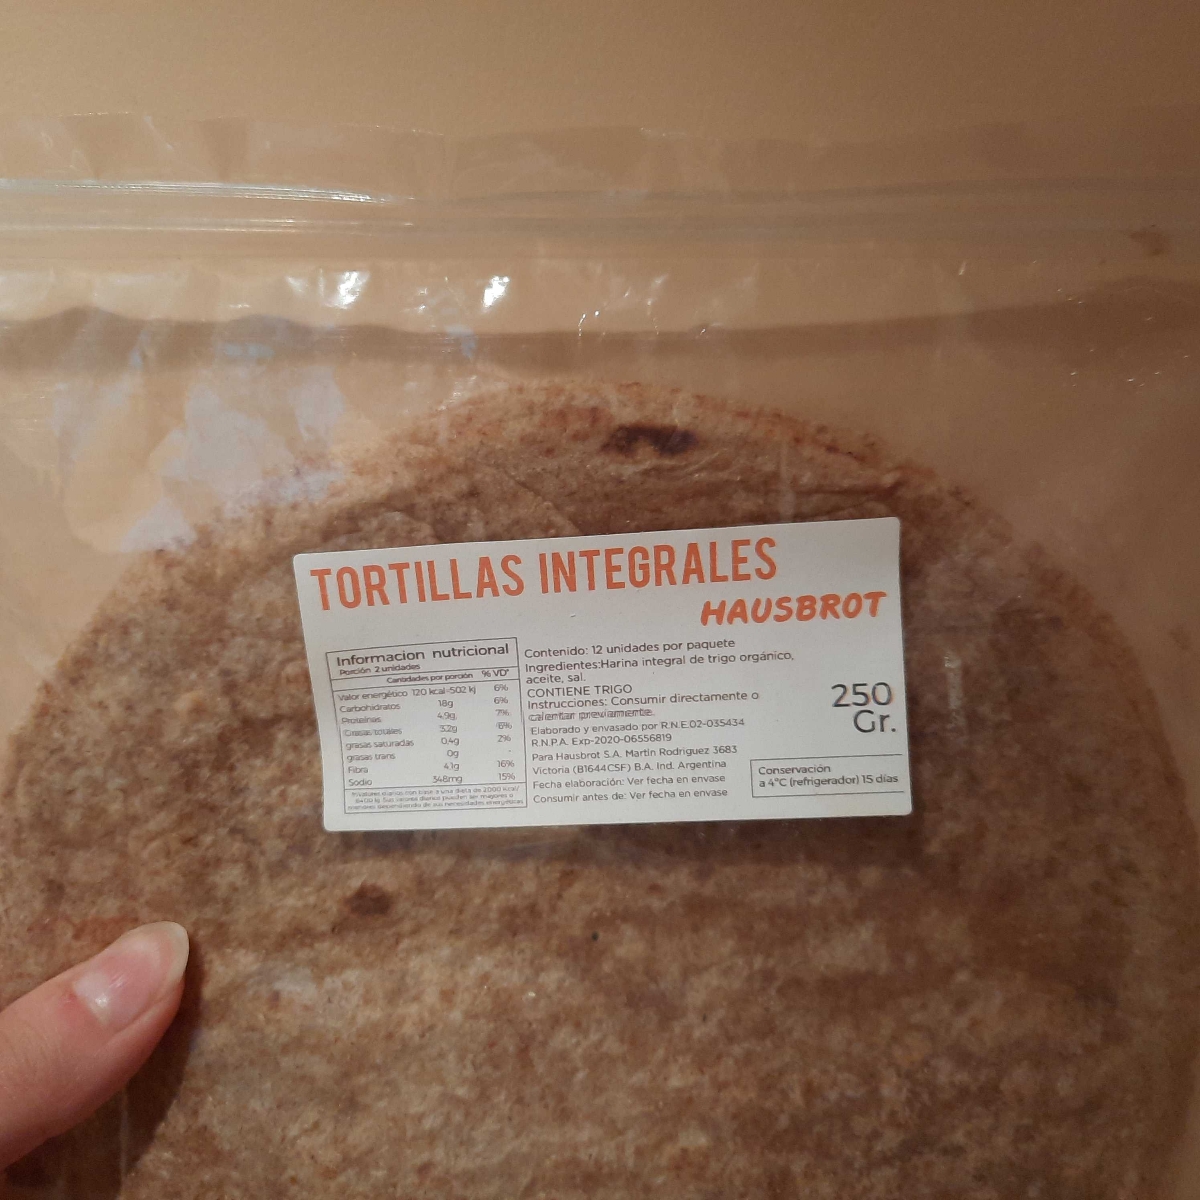 TORTILLAS INTEGRALES
HAUSBROT
Informacion nutricional
Porción 2 unidades
Cantidades por porción % VD*
Valor energético 120 kcal-502 kj 6%
Carbohidratos 18g 6%
Proteínas 4,9g 7%
Grasas totales 3,2g 6%
grasas saturadas 0,4g 2%
grasas trans 0g -
Fibra 4,1g 16%
Sodio 348mg 15%
Contenido: 12 unidades por paquete
Ingredientes:Harina integral de trigo orgánico,
aceite, sal.
CONTIENE TRIGO
Instrucciones: Consumir directamente o
calentar previamente.
Elaborado y envasado por R.N.E.02-035434
R.N.P.A. Exp-2020-06556819
Para Hausbrot S.A. Martín Rodríguez 3683
Victoria (B1644CSF) B.A. Ind. Argentina
Fecha elaboración: Ver fecha en envase
Consumir antes de: Ver fecha en envase
250
Gr.
Conservación
a 4ºC (refrigerador) 15 días